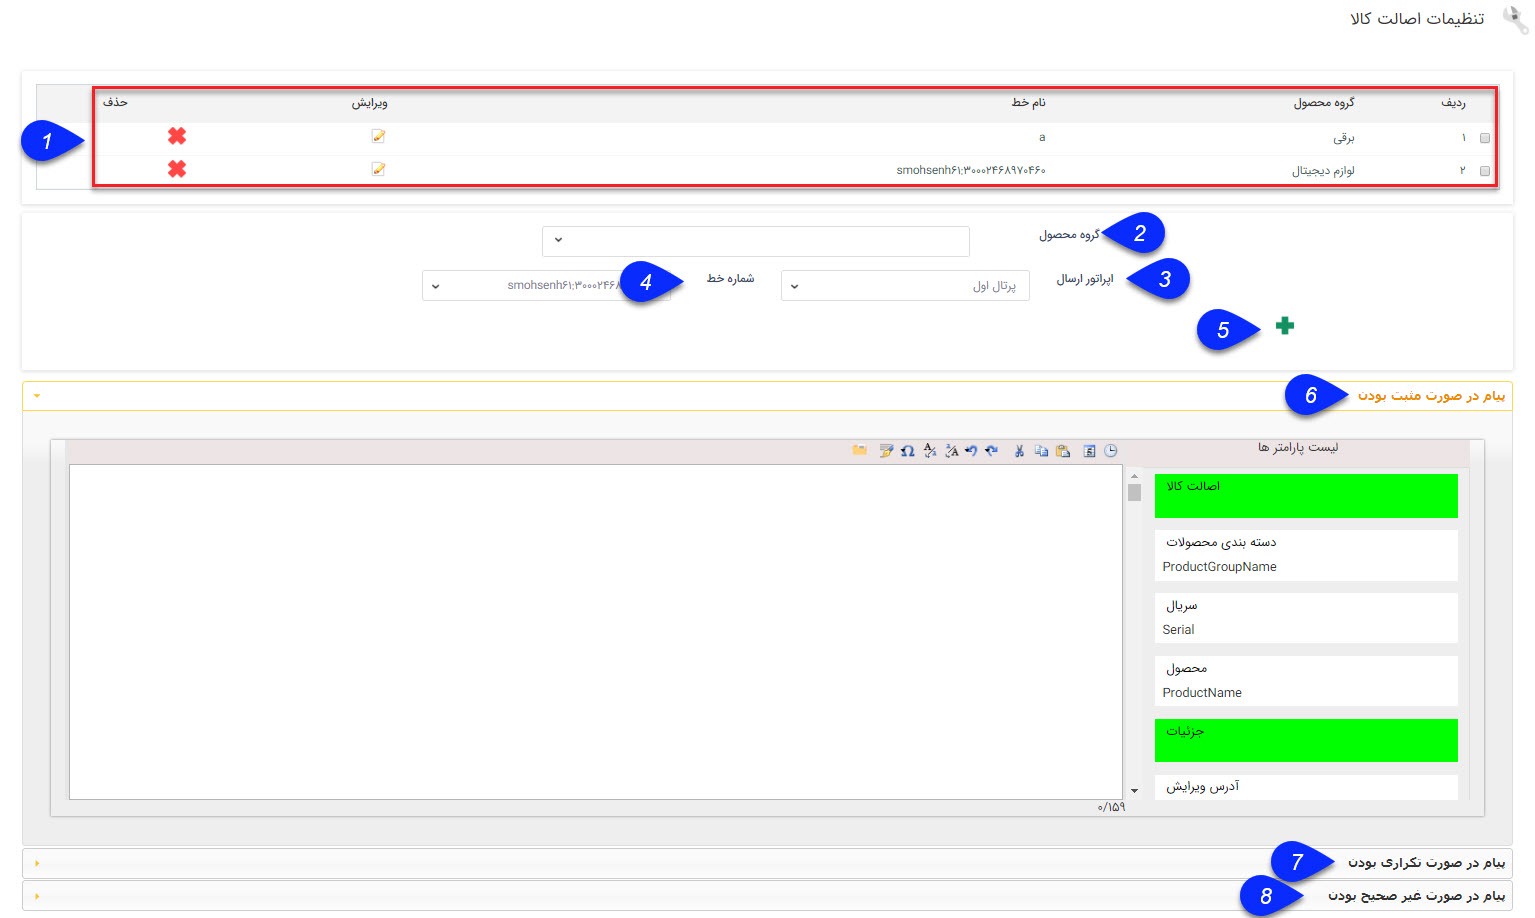 تنظیمات اصالت کالا
ردیف گروه محصول نام خط ویرایش حذف
۱ برقی a
۲ لوازم دیجیتال smohsenh۶۱:۳۰۰۰۲۴۶۸۹۷۰۴۶۰
1
گروه محصول
2
اپراتور ارسال پرتال اول شماره خط smohsenh۶۱:۳۰۰۰۲۴۶۸
3
4
5
پیام در صورت مثبت بودن
6
لیست پارامتر ها
اصالت کالا
دسته بندی محصولات
ProductGroupName
سریال
Serial
محصول
ProductName
جزئیات
آدرس ویرایش
۰/۱۵۹
پیام در صورت تکراری بودن
7
پیام در صورت غیر صحیح بودن
8